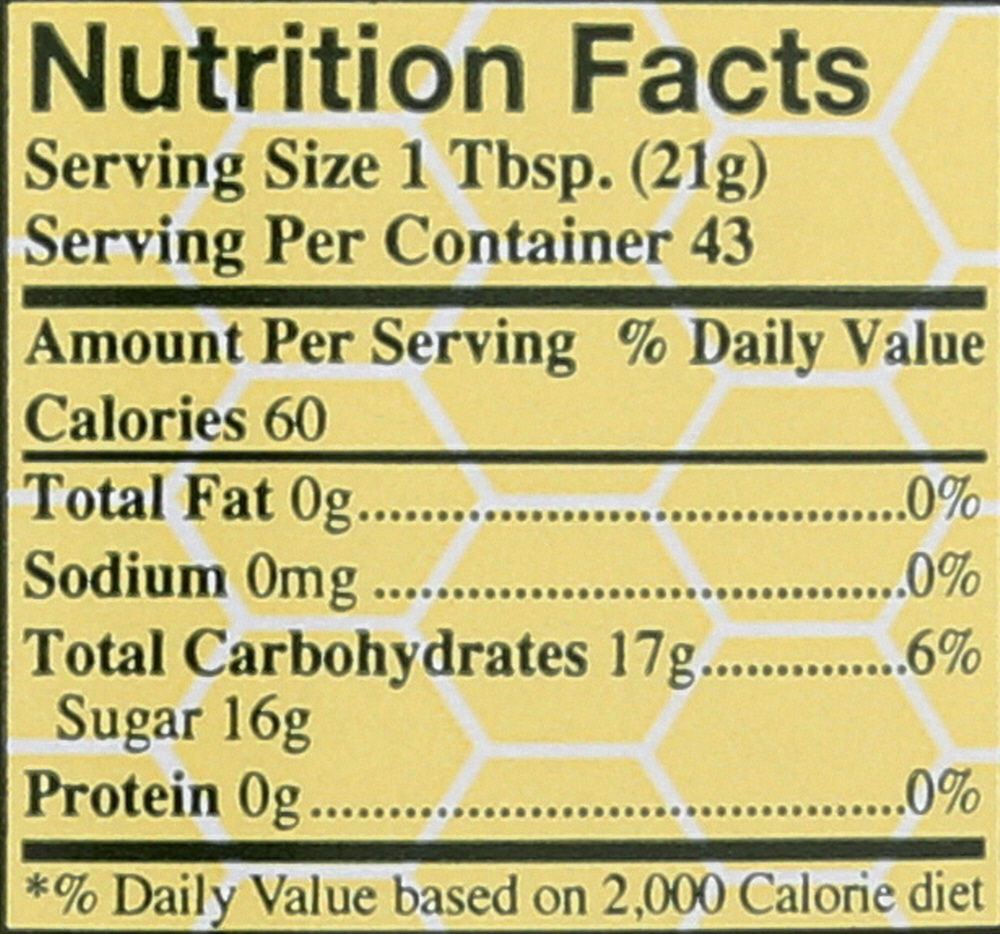 Nutrition Facts
Serving Size 1 Tbsp. (21g)
Serving Per Container 43
Amount Per Serving % Daily Value
Calories 60
Total Fat 0g..........................................0%
Sodium 0mg .........................................0%
Total Carbohydrates 17g...............6%
Sugar 16g
Protein 0g.............................................0%
*% Daily Value based on 2,000 Calorie diet